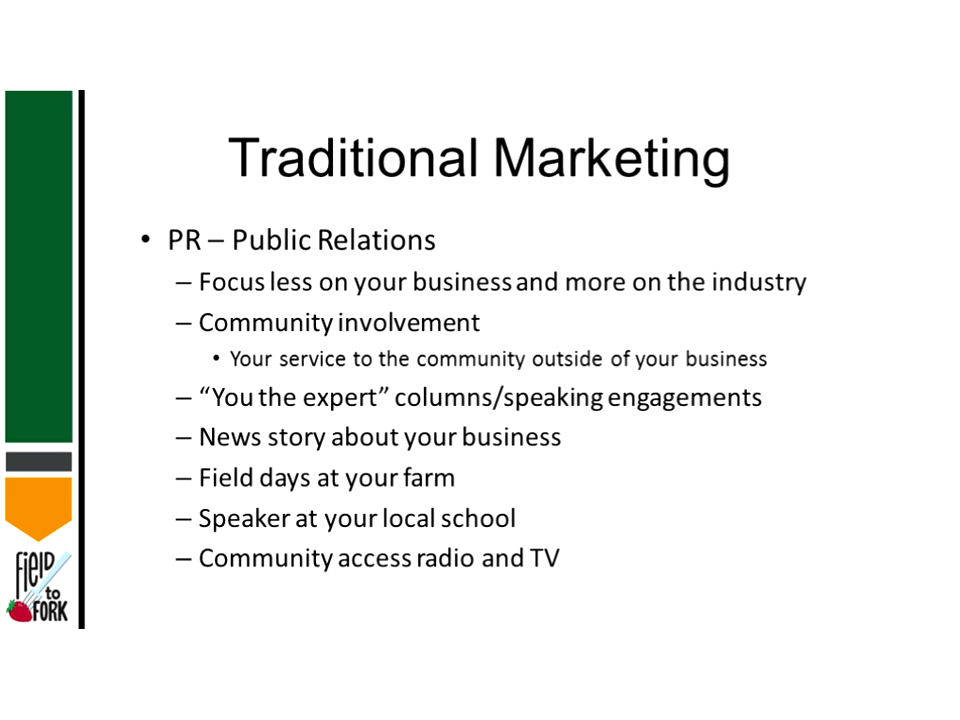 Traditional Marketing
• PR – Public Relations
– Focus less on your business and more on the industry
– Community involvement
• Your service to the community outside of your business
– “You the expert” columns/speaking engagements
– News story about your business
– Field days at your farm
– Speaker at your local school
– Community access radio and TV
FiELD
to
FORK